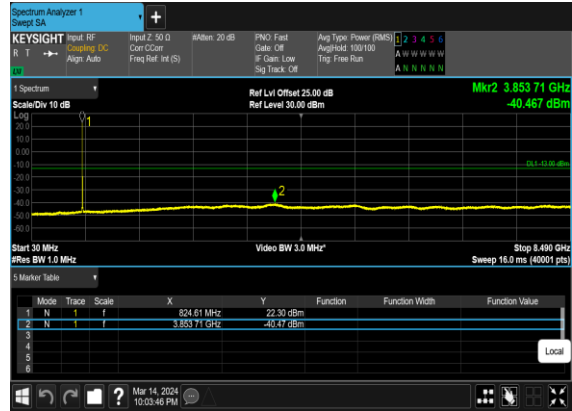 Spectrum Analyzer 1
Swept SA
+
KEYSIGHT Input: RF Input Z: 50 Ω #Atten: 20 dB PNO: Fast Avg Type: Power (RMS) 1 2 3 4 5 6
R T Coupling: DC Corr CCorr Gate: Off Avg|Hold: 100/100 A W W W W W
Align: Auto Freq Ref: Int (S) IF Gain: Low Trig: Free Run
Sig Track: Off A N N N N N
1 Spectrum Ref Lvl Offset 25.00 dB Mkr2 3.853 71 GHz
Scale/Div 10 dB Ref Level 30.00 dBm -40.467 dBm
Log
1
20.0
10.0
0.00
-10.0
DL1 -13.00 dBm
-20.0
-30.0
2
-40.0
-50.0
-60.0
Start 30 MHz Video BW 3.0 MHz* Stop 8.490 GHz
#Res BW 1.0 MHz Sweep 16.0 ms (40001 pts)
5 Marker Table
Mode Trace Scale X Y Function Function Width Function Value
1 N 1 f 824.61 MHz 22.30 dBm
2 N 1 f 3.853 71 GHz -40.47 dBm
3
4
5
6
Local
? Mar 14, 2024
10:03:46 PM